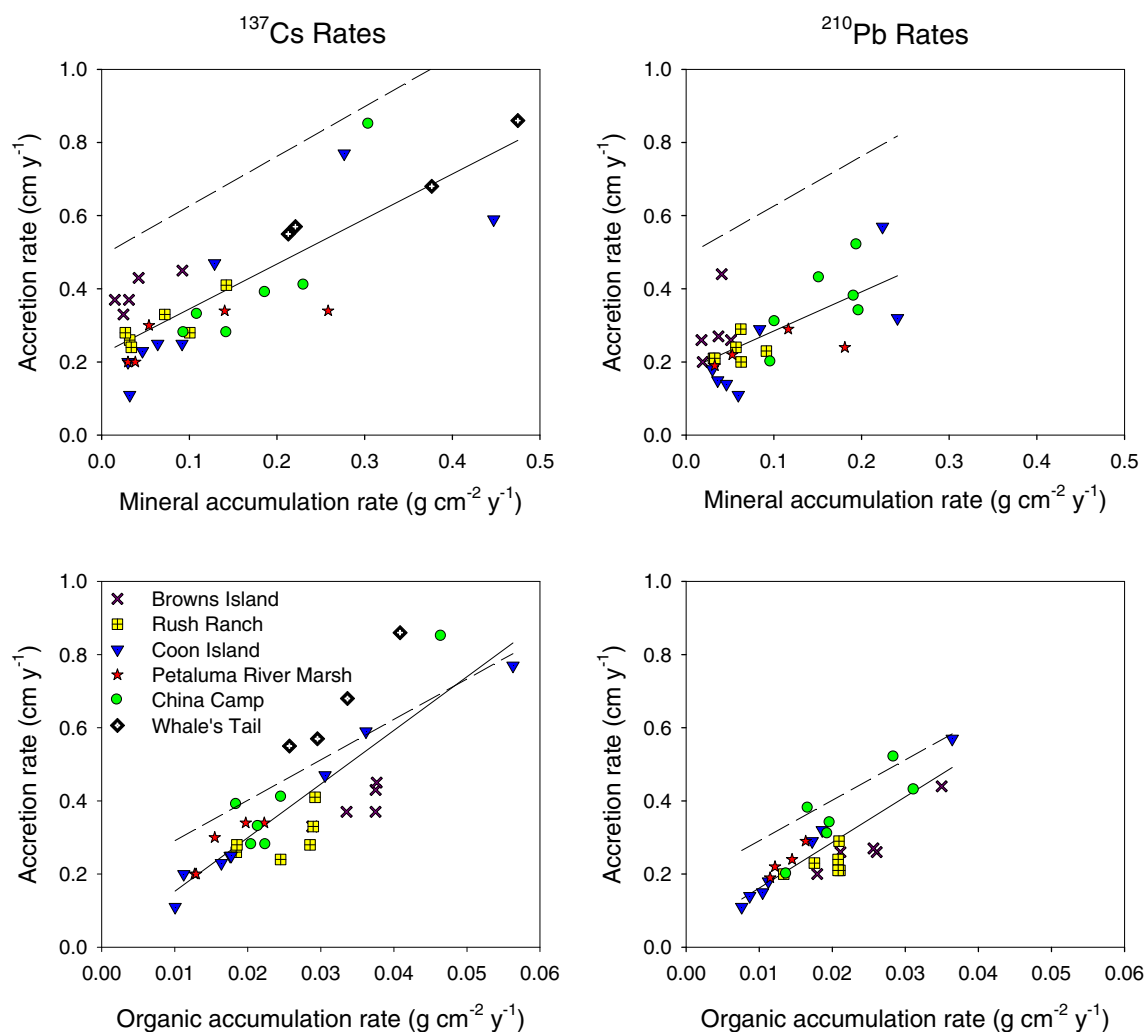 ¹³⁷Cs Rates
²¹⁰Pb Rates
Accretion rate (cm y⁻¹)
1.0
0.8
0.6
0.4
0.2
0.0
0.0 0.1 0.2 0.3 0.4 0.5
Mineral accumulation rate (g cm⁻² y⁻¹)
Accretion rate (cm y⁻¹)
1.0
0.8
0.6
0.4
0.2
0.0
0.0 0.1 0.2 0.3 0.4 0.5
Mineral accumulation rate (g cm⁻² y⁻¹)
Accretion rate (cm y⁻¹)
1.0
0.8
0.6
0.4
0.2
0.0
Browns Island
Rush Ranch
Coon Island
Petaluma River Marsh
China Camp
Whale's Tail
0.00 0.01 0.02 0.03 0.04 0.05 0.06
Organic accumulation rate (g cm⁻² y⁻¹)
Accretion rate (cm y⁻¹)
1.0
0.8
0.6
0.4
0.2
0.0
0.00 0.01 0.02 0.03 0.04 0.05 0.06
Organic accumulation rate (g cm⁻² y⁻¹)